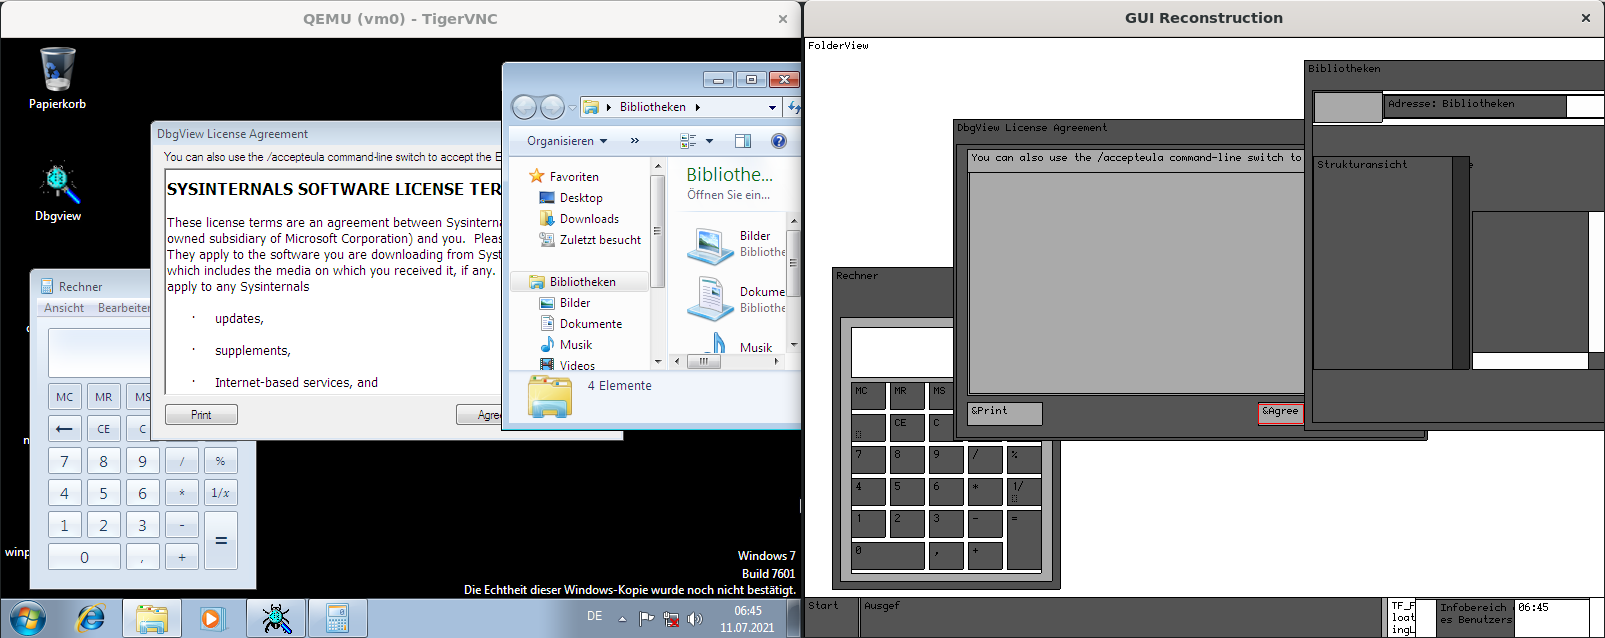 QEMU (vm0) - TigerVNC
Papierkorb
Dbgview
DbgView License Agreement
You can also use the /accepteula command-line switch to accept the E
SYSINTERNALS SOFTWARE LICENSE TER
These license terms are an agreement between Sysinterna
owned subsidiary of Microsoft Corporation) and you.  Pleas
They apply to the software you are downloading from Syst
which includes the media on which you received it, if any.
apply to any Sysinternals
· updates,
· supplements,
· Internet-based services, and
Print
Agre
Bibliotheken
Organisieren
»
Favoriten
Desktop
Downloads
Zuletzt besucht
Bibliotheken
Bilder
Dokumente
Musik
Videos
Bibliothe...
Öffnen Sie ein...
Bilder
Bibliothe
Dokume
Bibliothe
Musik
4 Elemente
Rechner
Ansicht Bearbeiten
MC MR MS
← CE C
7 8 9 / %
4 5 6 * 1/x
1 2 3 - =
0 , +
winp
Windows 7
Build 7601
Die Echtheit dieser Windows-Kopie wurde noch nicht bestätigt.
DE
06:45
11.07.2021
GUI Reconstruction
FolderView
Bibliotheken
Adresse: Bibliotheken
Strukturansicht
e
DbgView License Agreement
You can also use the /accepteula command-line switch to
&Print
&Agree
Rechner
MC MR MS
CE C
7 8 9 / %
4 5 6 * 1/
1 2 3 - =
0 , +
Start
Ausgef
TF_F
loat
ingL
Infobereich
es Benutzers
06:45